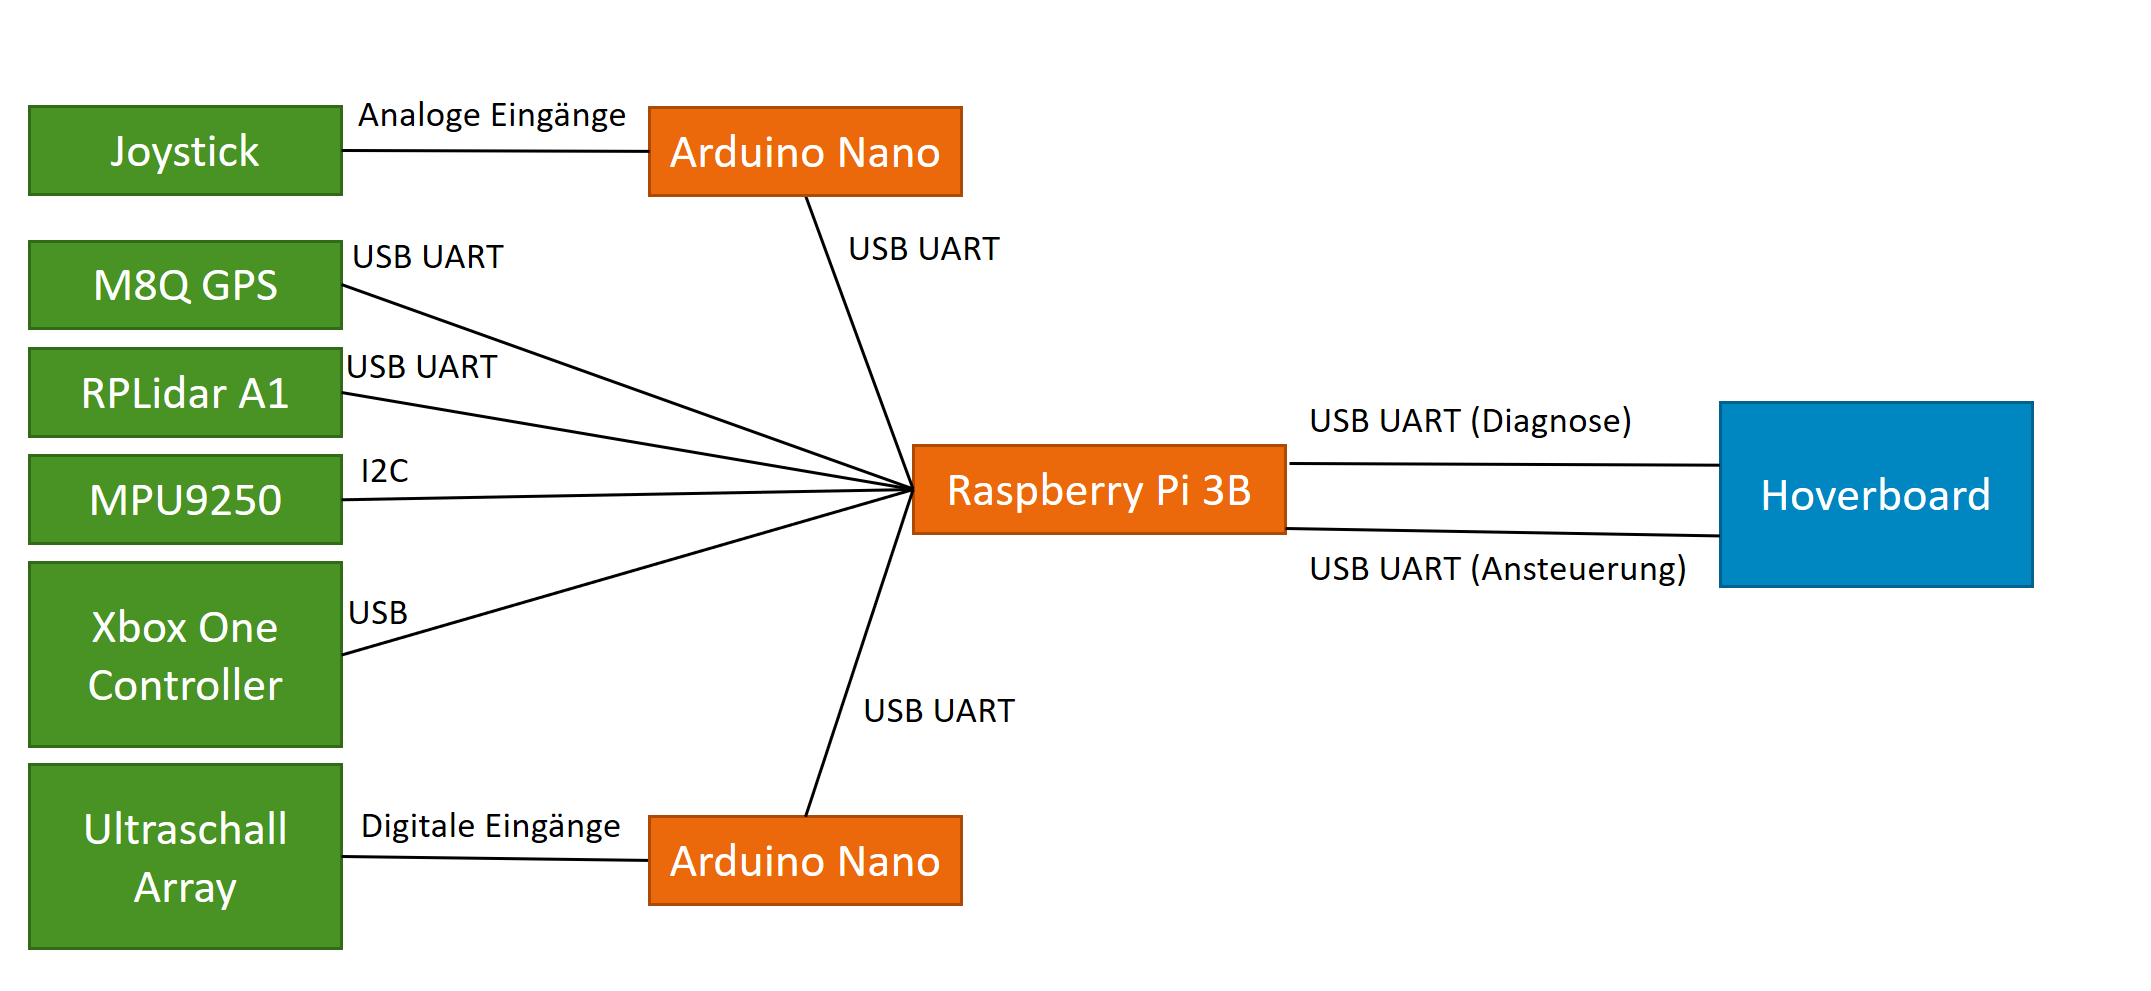 Joystick
Analoge Eingänge
Arduino Nano
USB UART
M8Q GPS
USB UART
RPLidar A1
USB UART
MPU9250
I2C
Raspberry Pi 3B
USB UART (Diagnose)
USB UART (Ansteuerung)
Hoverboard
Xbox One
Controller
USB
USB UART
Ultraschall
Array
Digitale Eingänge
Arduino Nano